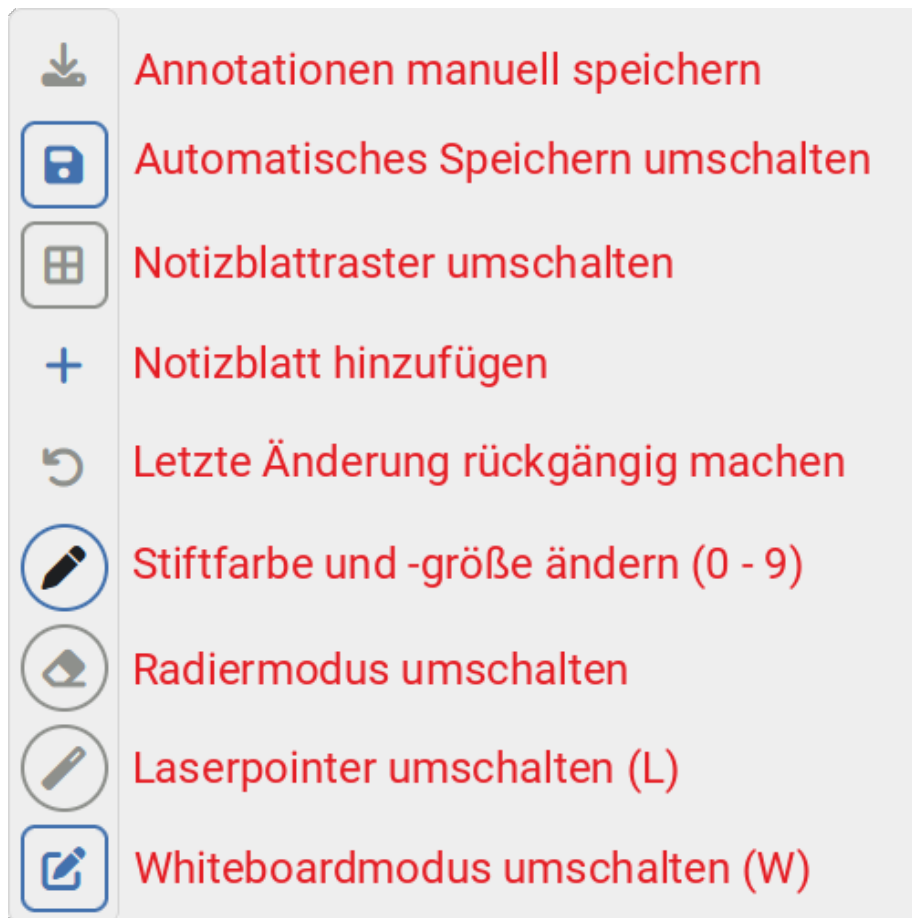 Annotationen manuell speichern
Automatisches Speichern umschalten
Notizblattraster umschalten
Notizblatt hinzufügen
Letzte Änderung rückgängig machen
Stiftfarbe und -größe ändern (0 - 9)
Radiermodus umschalten
Laserpointer umschalten (L)
Whiteboardmodus umschalten (W)